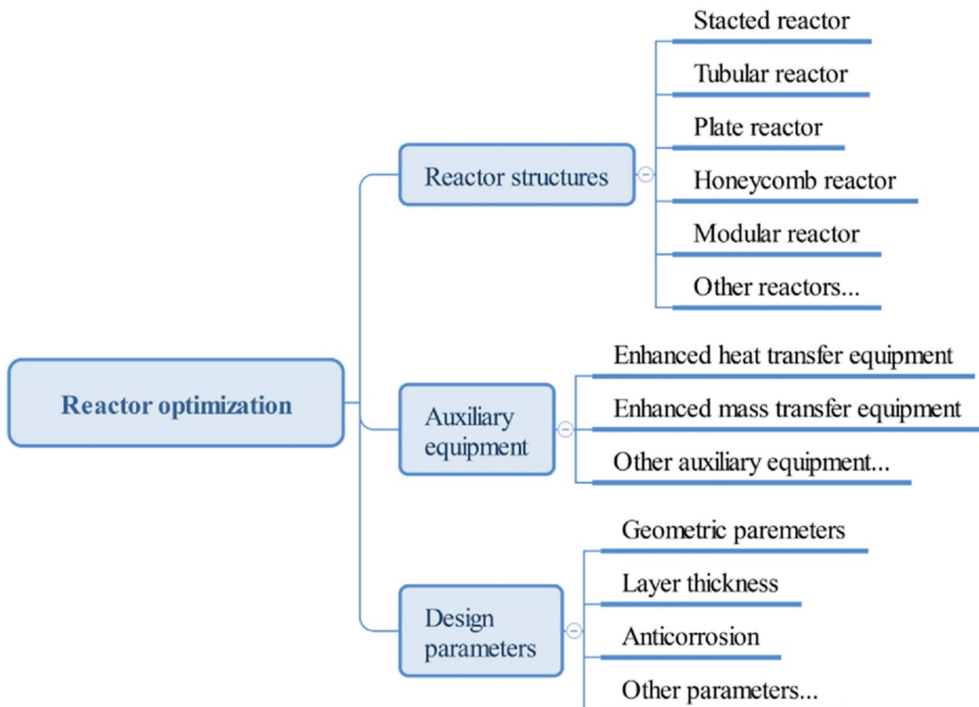 Stacted reactor
Tubular reactor
Plate reactor
Reactor structures
Honeycomb reactor
Modular reactor
Other reactors...
Reactor optimization
Enhanced heat transfer equipment
Auxiliary
equipment
Enhanced mass transfer equipment
Other auxiliary equipment...
Geometric paremeters
Layer thickness
Design
parameters
Anticorrosion
Other parameters...